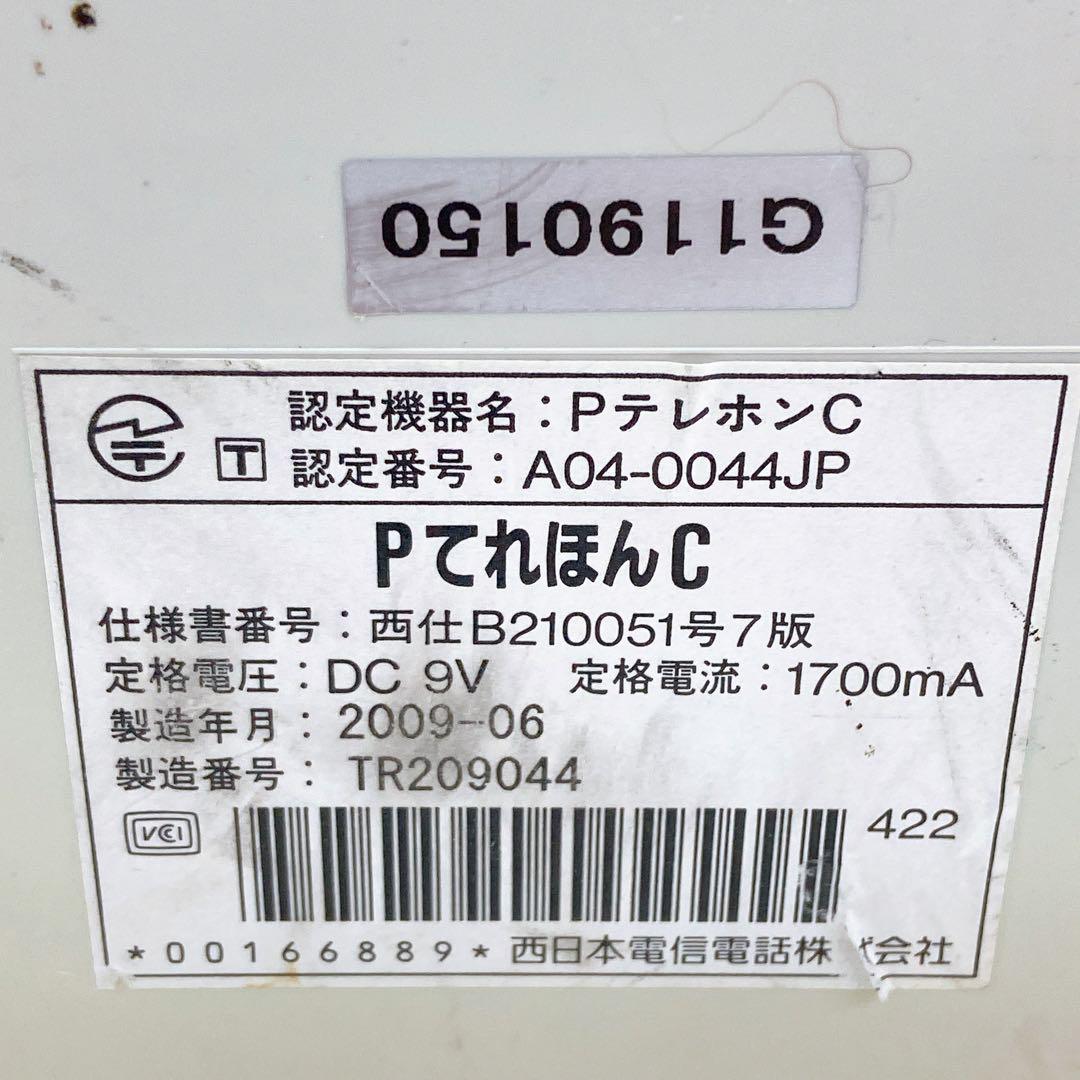 G1190150
T
認定機器名：PテレホンC
認定番号：A04-0044JP
PてれほんC
仕様書番号：西仕B210051号7版
定格電圧：DC 9V 定格電流：1700mA
製造年月：2009-06
製造番号：TR209044
VCCI
422
*00166889* 西日本電信電話株式会社